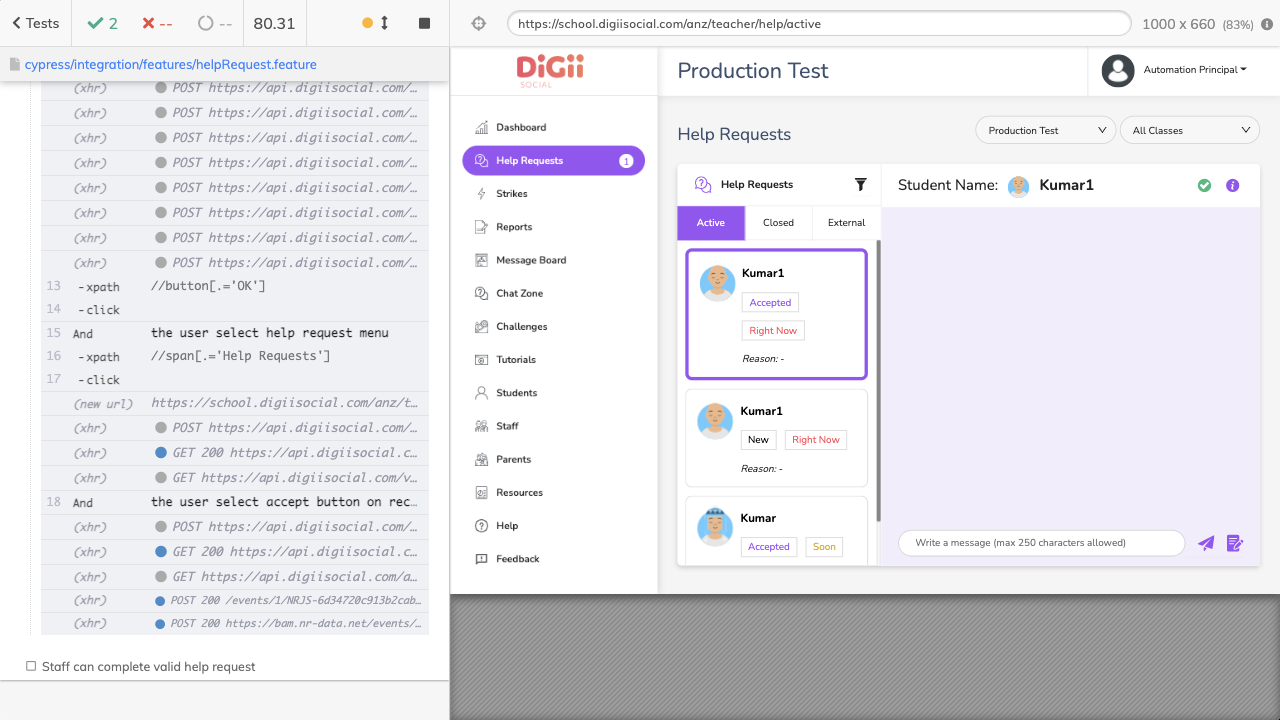 Tests
2
--
--
80.31
https://school.digiisocial.com/anz/teacher/help/active
1000 x 660 (83%)
cypress/integration/features/helpRequest.feature
(xhr) POST https://api.digiisocial.com/…
(xhr) POST https://api.digiisocial.com/…
(xhr) POST https://api.digiisocial.com/…
(xhr) POST https://api.digiisocial.com/…
(xhr) POST https://api.digiisocial.com/…
(xhr) POST https://api.digiisocial.com/…
(xhr) POST https://api.digiisocial.com/…
(xhr) POST https://api.digiisocial.com/…
13 -xpath //button[.='OK']
14 -click
15 And the user select help request menu
16 -xpath //span[.='Help Requests']
17 -click
(new url) https://school.digiisocial.com/anz/t…
(xhr) POST https://api.digiisocial.com/…
(xhr) GET 200 https://api.digiisocial.c…
(xhr) GET https://api.digiisocial.com/v…
18 And the user select accept button on rec…
(xhr) POST https://api.digiisocial.com/…
(xhr) GET 200 https://api.digiisocial.c…
(xhr) GET https://api.digiisocial.com/a…
(xhr) POST 200 /events/1/NRJS-6d34720c913b2cab…
(xhr) POST 200 https://bam.nr-data.net/events/…
Staff can complete valid help request
DiGii
SOCIAL
Production Test
Automation Principal
Dashboard
Help Requests 1
Strikes
Reports
Message Board
Chat Zone
Challenges
Tutorials
Students
Staff
Parents
Resources
Help
Feedback
Help Requests
Production Test
All Classes
Help Requests
Active Closed External
Kumar1
Accepted
Right Now
Reason: -
Kumar1
New Right Now
Reason: -
Kumar
Accepted Soon
Student Name: Kumar1
Write a message (max 250 characters allowed)